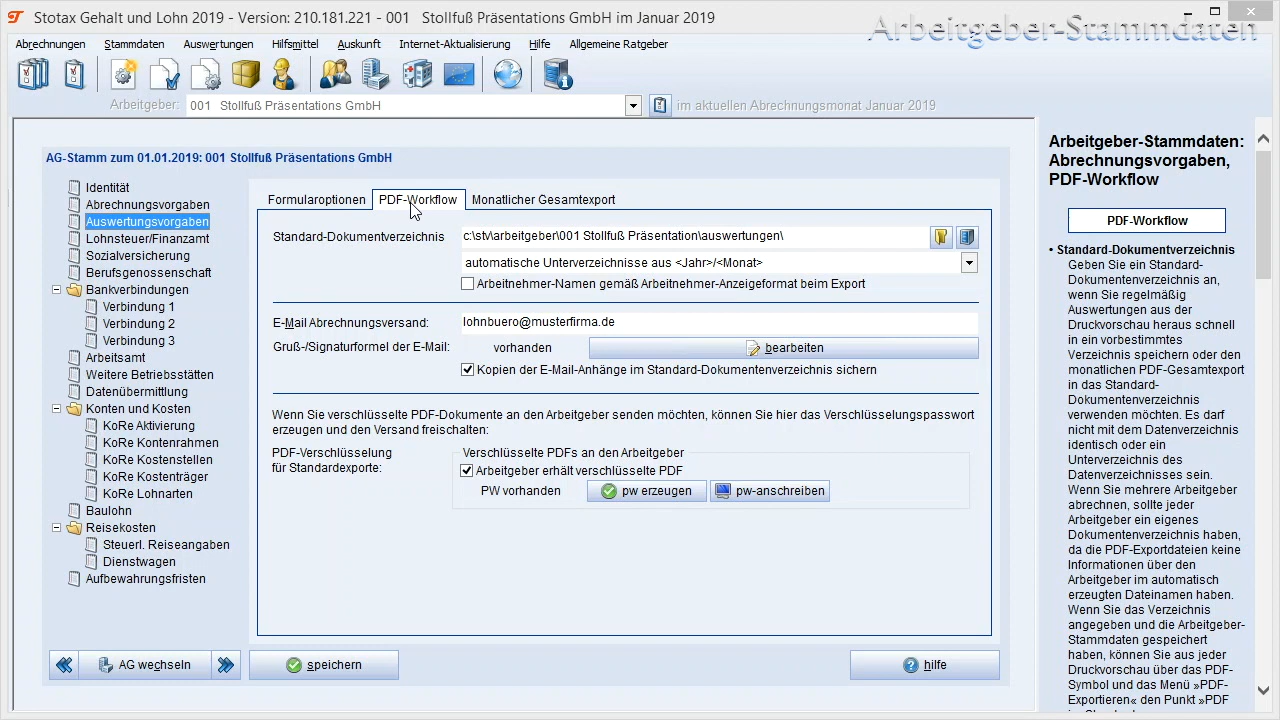 Stotax Gehalt und Lohn 2019 - Version: 210.181.221 - 001   Stollfuß Präsentations GmbH im Januar 2019
Arbeitgeber-Stammdaten
Abrechnungen Stammdaten Auswertungen Hilfsmittel Auskunft Internet-Aktualisierung Hilfe Allgemeine Ratgeber
Arbeitgeber: 001   Stollfuß Präsentations GmbH im aktuellen Abrechnungsmonat Januar 2019
AG-Stamm zum 01.01.2019: 001 Stollfuß Präsentations GmbH
Identität
Abrechnungsvorgaben
Auswertungsvorgaben
Lohnsteuer/Finanzamt
Sozialversicherung
Berufsgenossenschaft
Bankverbindungen
Verbindung 1
Verbindung 2
Verbindung 3
Arbeitsamt
Weitere Betriebsstätten
Datenübermittlung
Konten und Kosten
KoRe Aktivierung
KoRe Kontenrahmen
KoRe Kostenstellen
KoRe Kostenträger
KoRe Lohnarten
Baulohn
Reisekosten
Steuerl. Reiseangaben
Dienstwagen
Aufbewahrungsfristen
AG wechseln
Formularoptionen PDF-Workflow Monatlicher Gesamtexport
Standard-Dokumentverzeichnis c:\stv\arbeitgeber\001 Stollfuß Präsentation\auswertungen\
automatische Unterverzeichnisse aus <Jahr>/<Monat>
Arbeitnehmer-Namen gemäß Arbeitnehmer-Anzeigeformat beim Export
E-Mail Abrechnungsversand: lohnbuero@musterfirma.de
Gruß-/Signaturformel der E-Mail: vorhanden bearbeiten
Kopien der E-Mail-Anhänge im Standard-Dokumentenverzeichnis sichern
Wenn Sie verschlüsselte PDF-Dokumente an den Arbeitgeber senden möchten, können Sie hier das Verschlüsselungspasswort
erzeugen und den Versand freischalten:
PDF-Verschlüsselung
für Standardexporte:
Verschlüsselte PDFs an den Arbeitgeber
Arbeitgeber erhält verschlüsselte PDF
PW vorhanden pw erzeugen pw-anschreiben
speichern hilfe
Arbeitgeber-Stammdaten:
Abrechnungsvorgaben,
PDF-Workflow
PDF-Workflow
• Standard-Dokumentverzeichnis
Geben Sie ein Standard-
Dokumentenverzeichnis an,
wenn Sie regelmäßig
Auswertungen aus der
Druckvorschau heraus schnell
in ein vorbestimmtes
Verzeichnis speichern oder den
monatlichen PDF-Gesamtexport
in das Standard-
Dokumentenverzeichnis
verwenden möchten. Es darf
nicht mit dem Datenverzeichnis
identisch oder ein
Unterverzeichnis des
Datenverzeichnisses sein.
Wenn Sie mehrere Arbeitgeber
abrechnen, sollte jeder
Arbeitgeber ein eigenes
Dokumentenverzeichnis haben,
da die PDF-Exportdateien keine
Informationen über den
Arbeitgeber im automatisch
erzeugten Dateinamen haben.
Wenn Sie das Verzeichnis
angegeben und die Arbeitgeber-
Stammdaten gespeichert
haben, können Sie aus jeder
Druckvorschau über das PDF-
Symbol und das Menü »PDF-
Exportieren« den Punkt »PDF